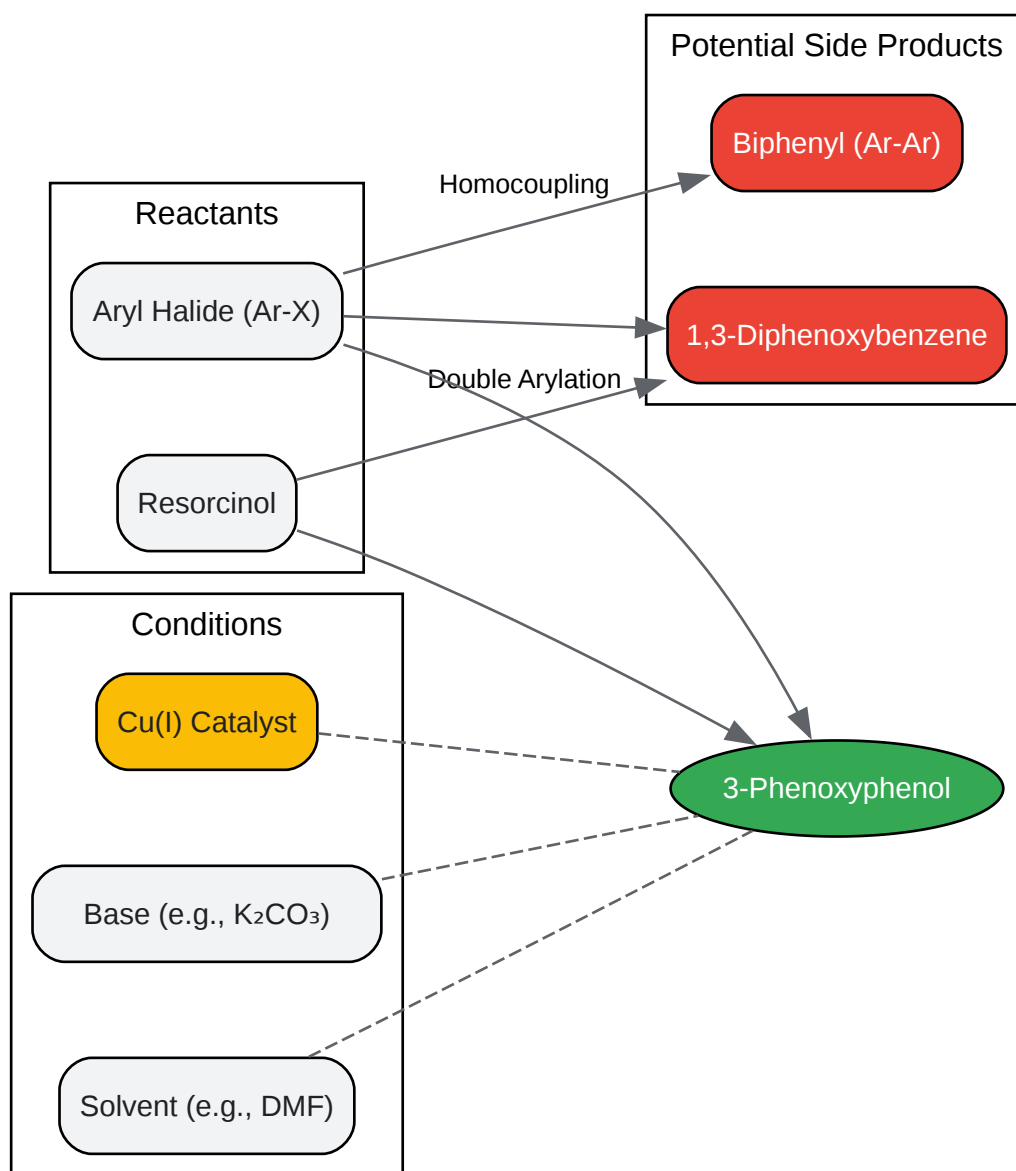 Potential Side Products
Biphenyl (Ar-Ar)
Homocoupling
Reactants
Aryl Halide (Ar-X)
1,3-Diphenoxybenzene
Double Arylation
Resorcinol
Conditions
Cu(I) Catalyst
3-Phenoxyphenol
Base (e.g., K₂CO₃)
Solvent (e.g., DMF)